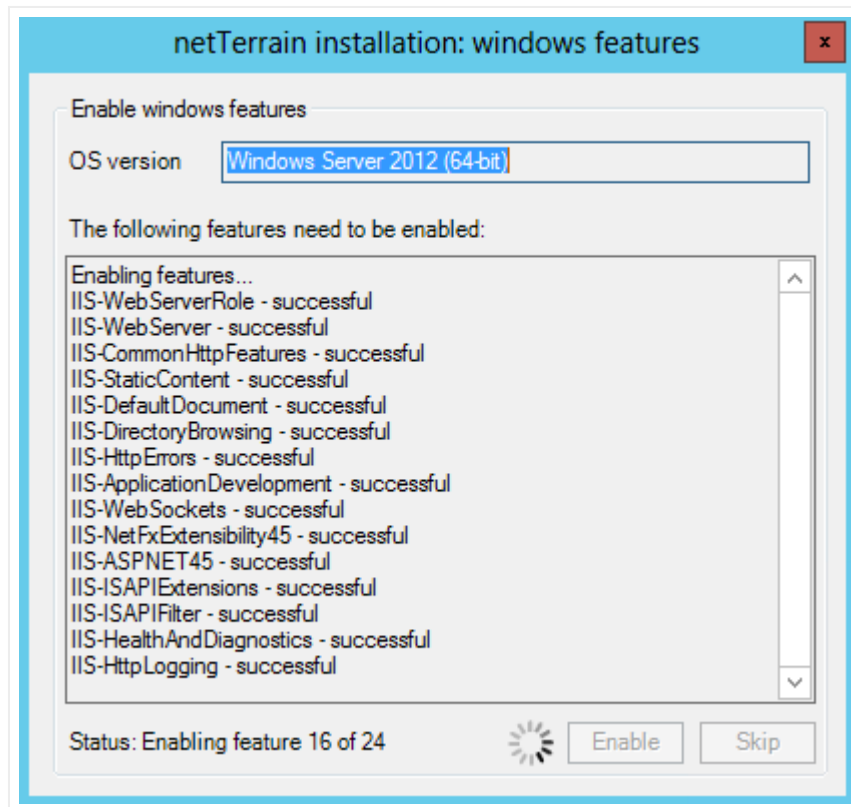 netTerrain installation: windows features
x
Enable windows features
OS version Windows Server 2012 (64-bit)
The following features need to be enabled:
Enabling features...
IIS-WebServerRole - successful
IIS-WebServer - successful
IIS-CommonHttpFeatures - successful
IIS-StaticContent - successful
IIS-DefaultDocument - successful
IIS-DirectoryBrowsing - successful
IIS-HttpErrors - successful
IIS-ApplicationDevelopment - successful
IIS-WebSockets - successful
IIS-NetFxExtensibility45 - successful
IIS-ASPNET45 - successful
IIS-ISAPIExtensions - successful
IIS-ISAPIFilter - successful
IIS-HealthAndDiagnostics - successful
IIS-HttpLogging - successful
Status: Enabling feature 16 of 24 Enable Skip